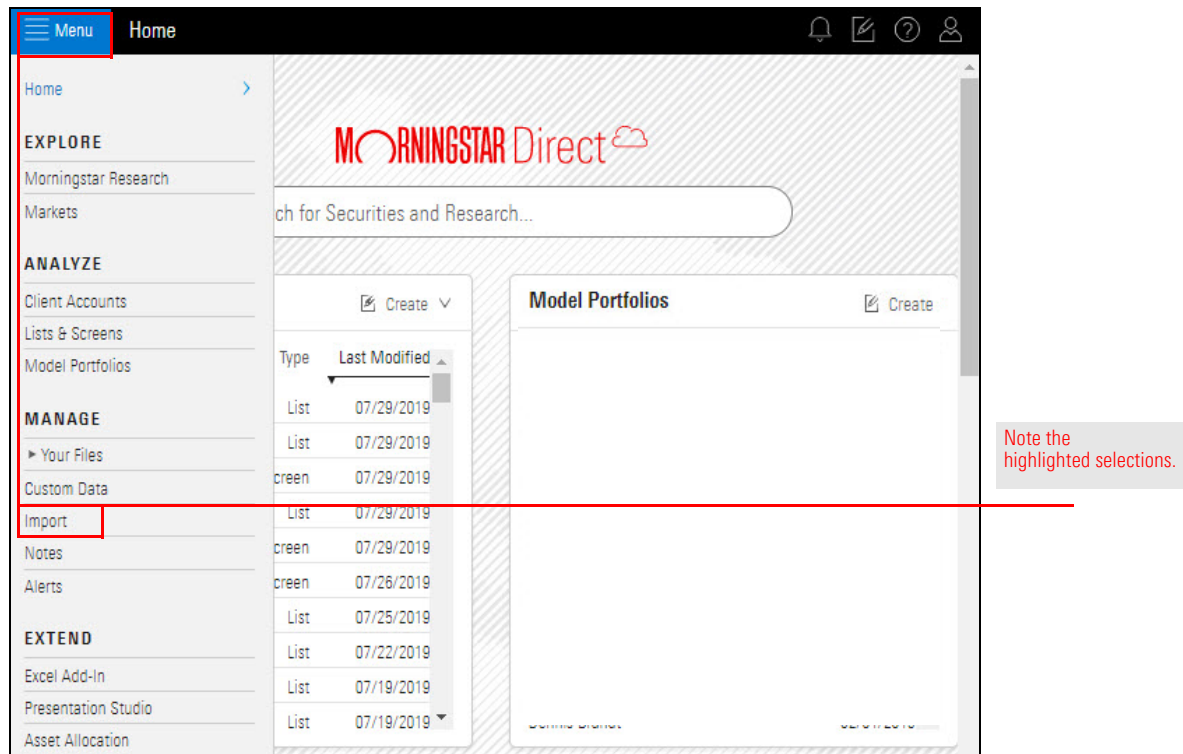 Menu Home
Home
EXPLORE
Morningstar Research
Markets
ANALYZE
Client Accounts
Lists & Screens
Model Portfolios
MANAGE
Your Files
Custom Data
Import
Notes
Alerts
EXTEND
Excel Add-In
Presentation Studio
Asset Allocation
MORNINGSTAR Direct
ch for Securities and Research...
Create
Type Last Modified
List 07/29/2019
List 07/29/2019
creen 07/29/2019
List 07/29/2019
creen 07/29/2019
creen 07/26/2019
List 07/25/2019
List 07/22/2019
List 07/19/2019
List 07/19/2019
Model Portfolios Create
Note the
highlighted selections.